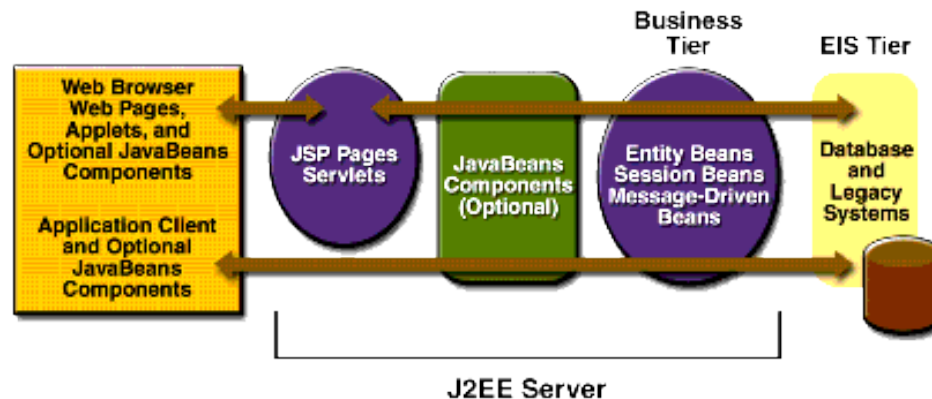 Business
Tier
EIS Tier
Web Browser
Web Pages,
Applets, and
Optional JavaBeans
Components
Application Client
and Optional
JavaBeans
Components
JSP Pages
Servlets
JavaBeans
Components
(Optional)
Entity Beans
Session Beans
Message-Driven
Beans
Database
and
Legacy
Systems
J2EE Server